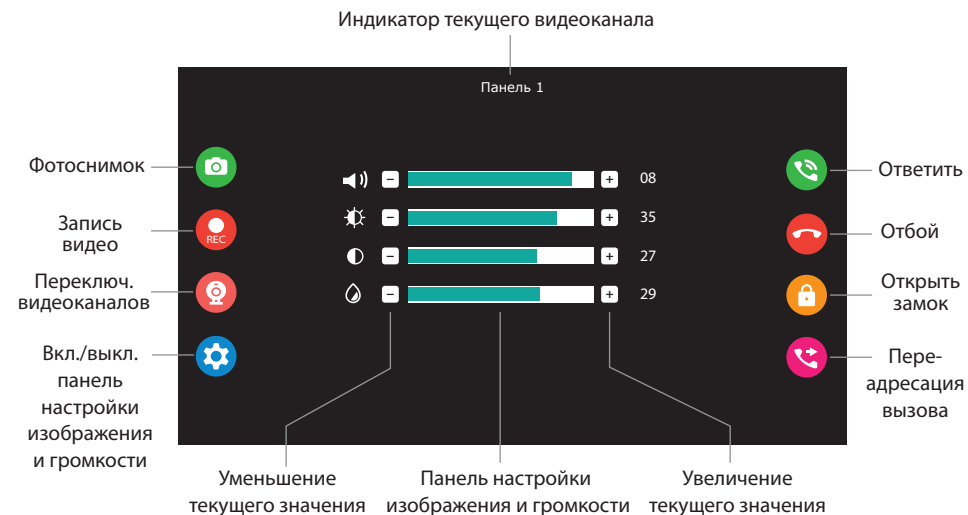 Индикатор текущего видеоканала
Панель 1
Фотоснимок
Запись
видео
REC
Переключ.
видеоканалов
Вкл./выкл.
панель
настройки
изображения
и громкости
08
35
27
29
Ответить
Отбой
Открыть
замок
Пере-
адресация
вызова
Уменьшение
текущего значения
Панель настройки
изображения и громкости
Увеличение
текущего значения